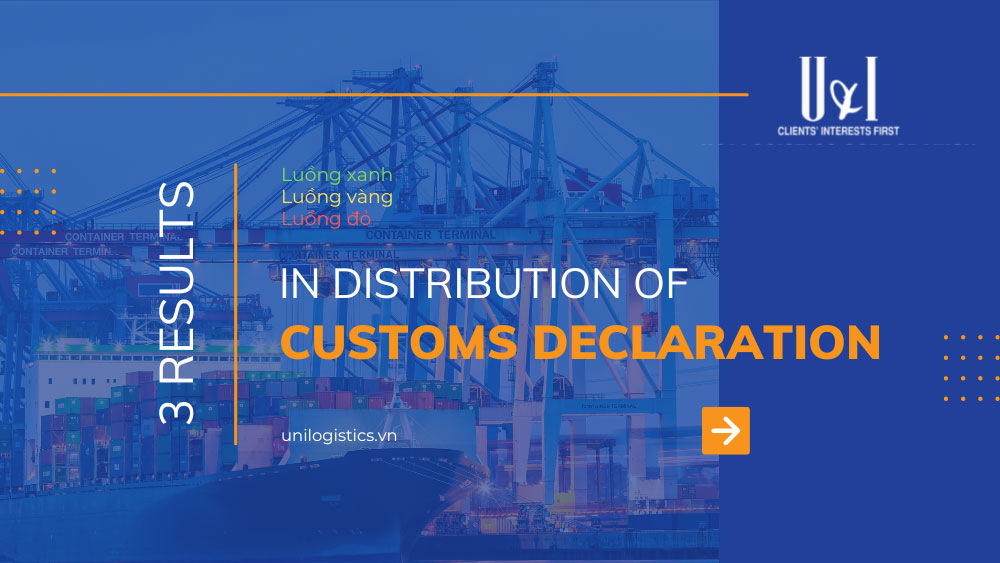 U&I
CLIENTS' INTERESTS FIRST
Luồng xanh
Luồng vàng
Luồng đỏ
CONTAINER TERMINAL
CONTAINER TERMINAL
CONTAINER TERMIN
CONTAINER TERMINAL
3 RESULTS
IN DISTRIBUTION OF
CUSTOMS DECLARATION
unilogistics.vn